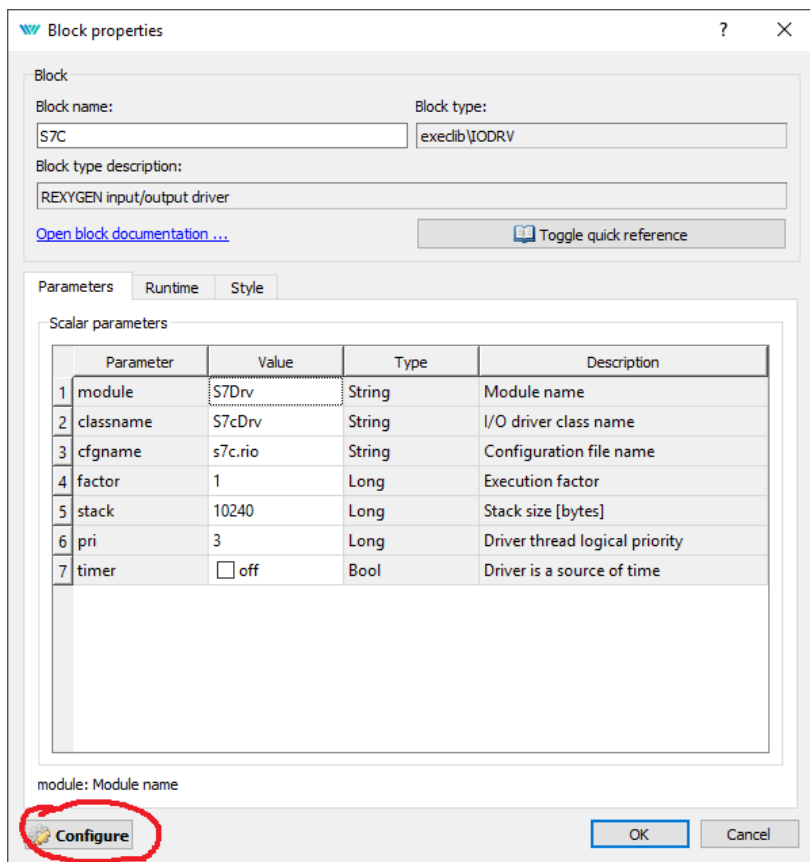 Block properties ?
Block
Block name: Block type:
S7C execlib\IODRV
Block type description:
REXYGEN input/output driver
Open block documentation ... Toggle quick reference
Parameters Runtime Style
Scalar parameters
Parameter Value Type Description
1 module S7Drv String Module name
2 classname S7cDrv String I/O driver class name
3 cfgname s7c.rio String Configuration file name
4 factor 1 Long Execution factor
5 stack 10240 Long Stack size [bytes]
6 pri 3 Long Driver thread logical priority
7 timer off Bool Driver is a source of time
module: Module name
Configure OK Cancel